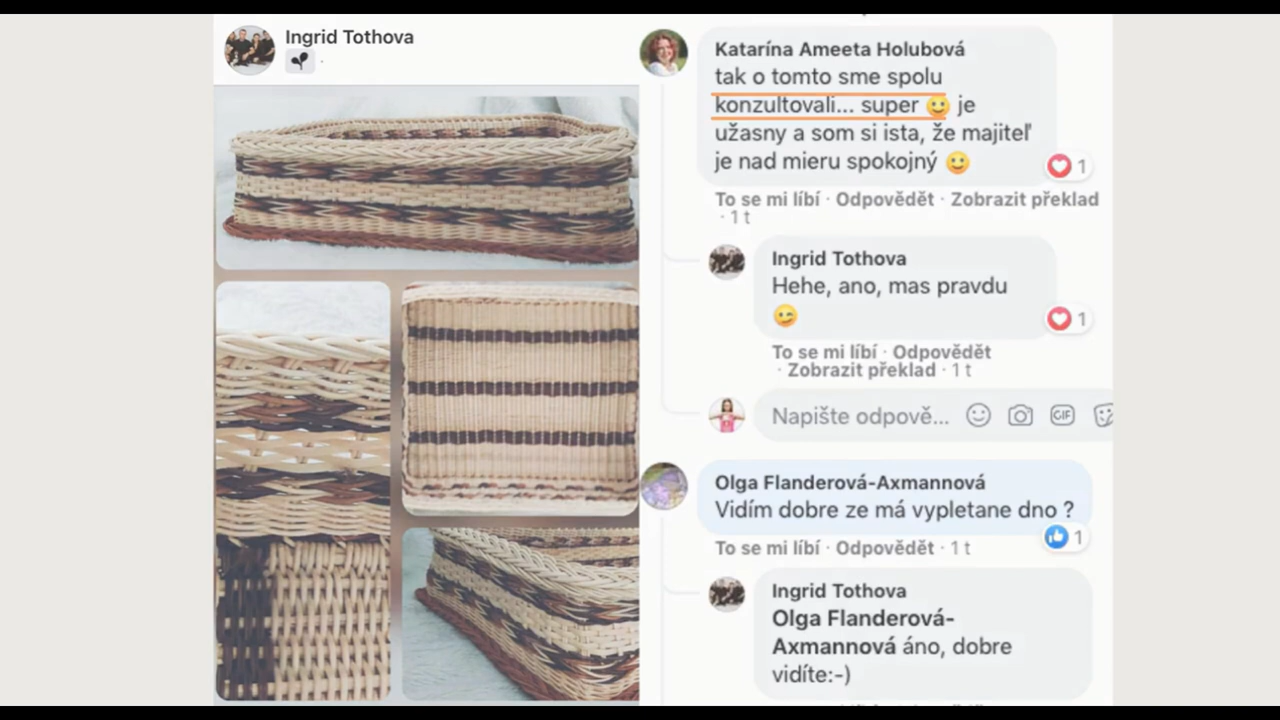 Ingrid Tothova
·
Katarína Ameeta Holubová
tak o tomto sme spolu
konzultovali... super 🙂 je
užasny a som si ista, že majiteľ
je nad mieru spokojný 🙂
1
To se mi líbí · Odpovědět · Zobrazit překlad
· 1 t
Ingrid Tothova
Hehe, ano, mas pravdu
😉
1
To se mi líbí · Odpovědět
· Zobrazit překlad · 1 t
Napište odpově...
GIF
Olga Flanderová-Axmannová
Vidím dobre ze má vypletane dno ?
1
To se mi líbí · Odpovědět · 1 t
Ingrid Tothova
Olga Flanderová-
Axmannová áno, dobre
vidíte:-)